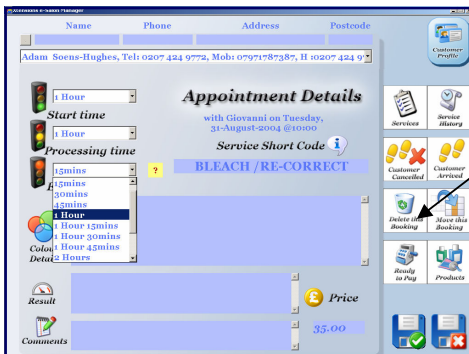 Xtensions e-Salon Manager
Name Phone Address Postcode
Adam Soens-Hughes, Tel: 0207 424 9772, Mob: 07971787387, H :0207 424 9
Customer Profile
1 Hour
Start time
Appointment Details
with Giovanni on Tuesday,
31-August-2004 @10:00
Services
Service History
1 Hour
Processing time
Service Short Code
Customer Cancelled
Customer Arrived
15mins
?
BLEACH /RE-CORRECT
15mins
30mins
45mins
1 Hour
1 Hour 15mins
1 Hour 30mins
1 Hour 45mins
2 Hours
Delete this Booking
Move this Booking
Ready to Pay
Products
Result
Price
35.00
Comments